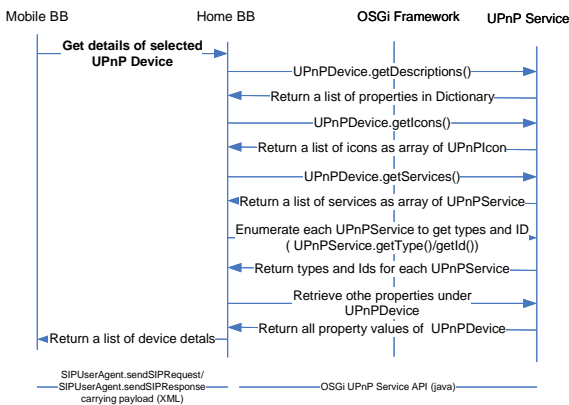 Mobile BB
Home BB
OSGi Framework
UPnP Service
Get details of selected
UPnP Device
UPnPDevice.getDescriptions()
Return a list of properties in Dictionary
UPnPDevice.getIcons()
Return a list of icons as array of UPnPIcon
UPnPDevice.getServices()
Return a list of services as array of UPnPService
Enumerate each UPnPService to get types and ID
( UPnPService.getType()/getId())
Return types and Ids for each UPnPService
Retrieve othe properties under
UPnPDevice
Return all property values of UPnPDevice
Return a list of device detals
SIPUserAgent.sendSIPRequest/
SIPUserAgent.sendSIPResponse
carrying payload (XML)
OSGi UPnP Service API (java)